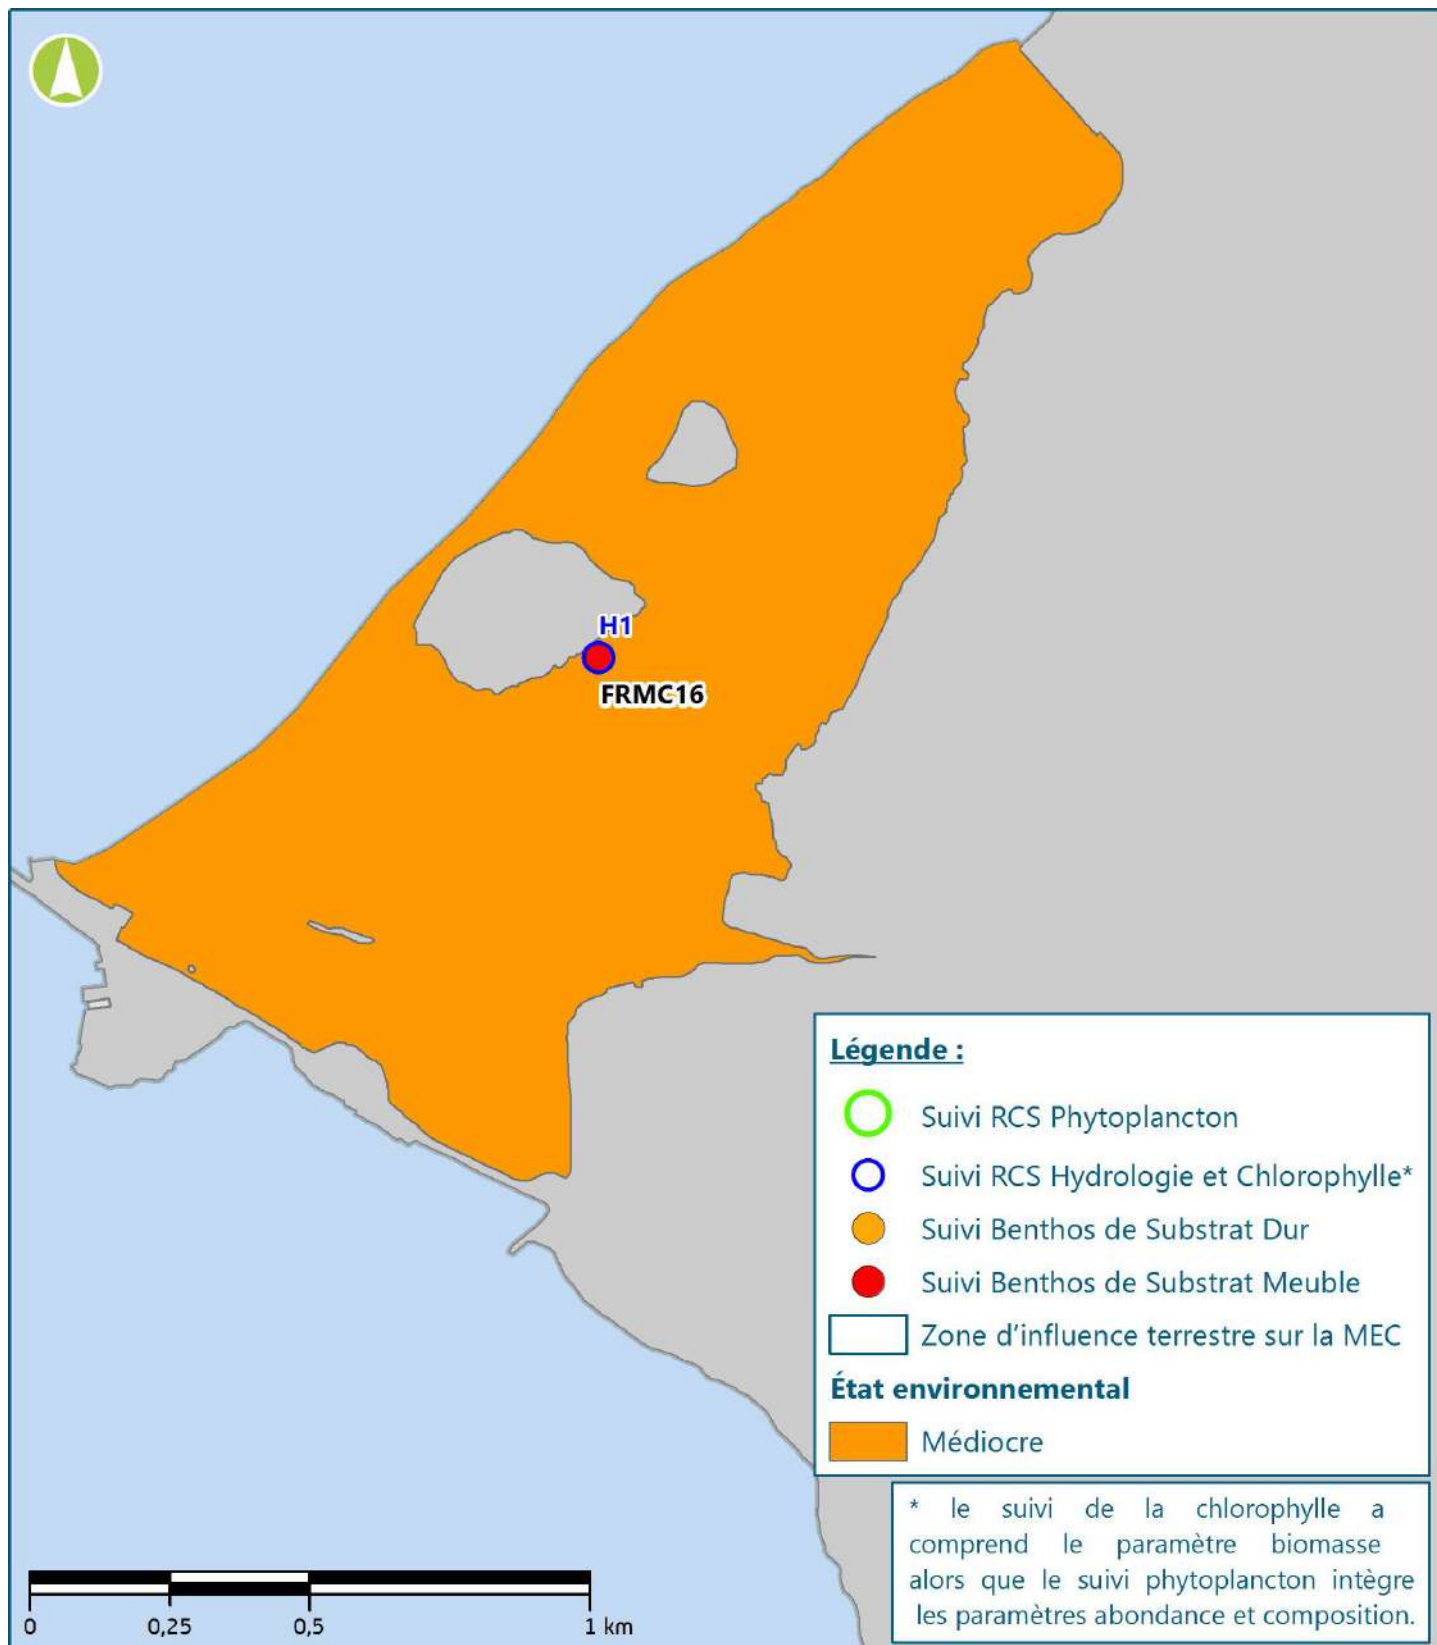 H1
FRMC16
Légende :
Suivi RCS Phytoplancton
Suivi RCS Hydrologie et Chlorophylle*
Suivi Benthos de Substrat Dur
Suivi Benthos de Substrat Meuble
Zone d'influence terrestre sur la MEC
État environnemental
Médiocre
* le suivi de la chlorophylle a
comprend le paramètre biomasse
alors que le suivi phytoplancton intègre
les paramètres abondance et composition.
0 0,25 0,5 1 km